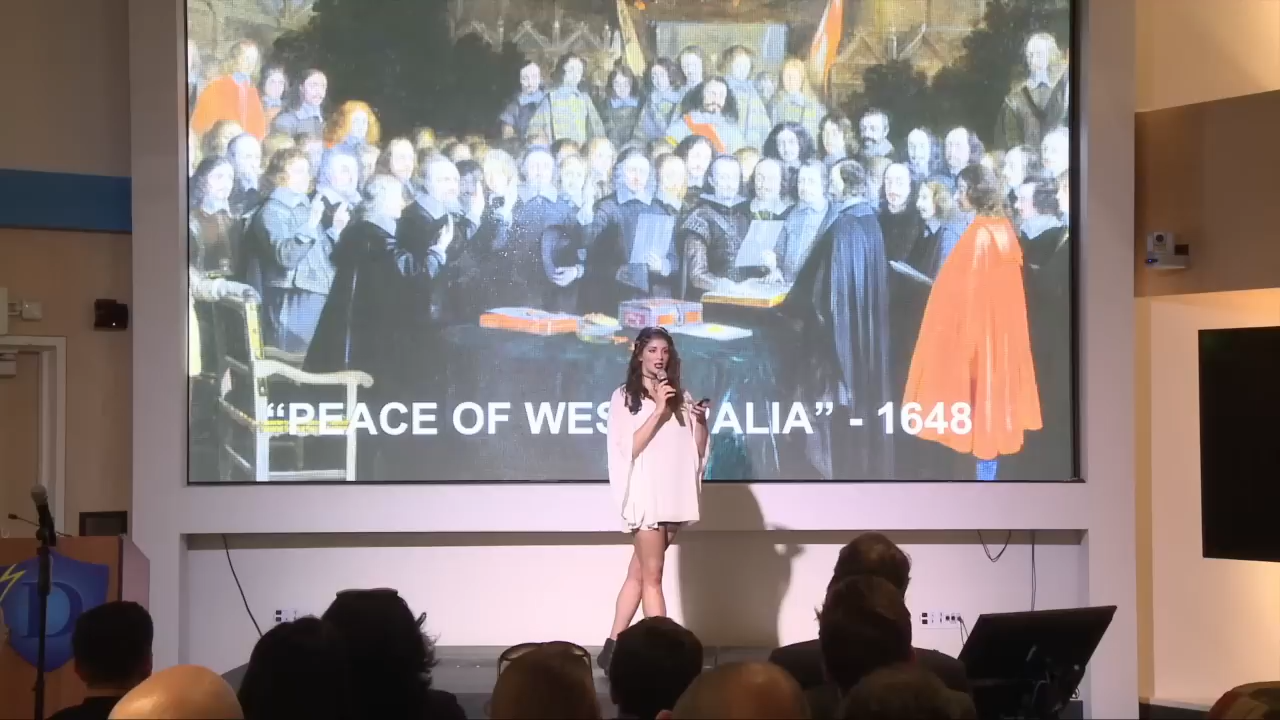 “PEACE OF WES    ALIA” - 1648
D